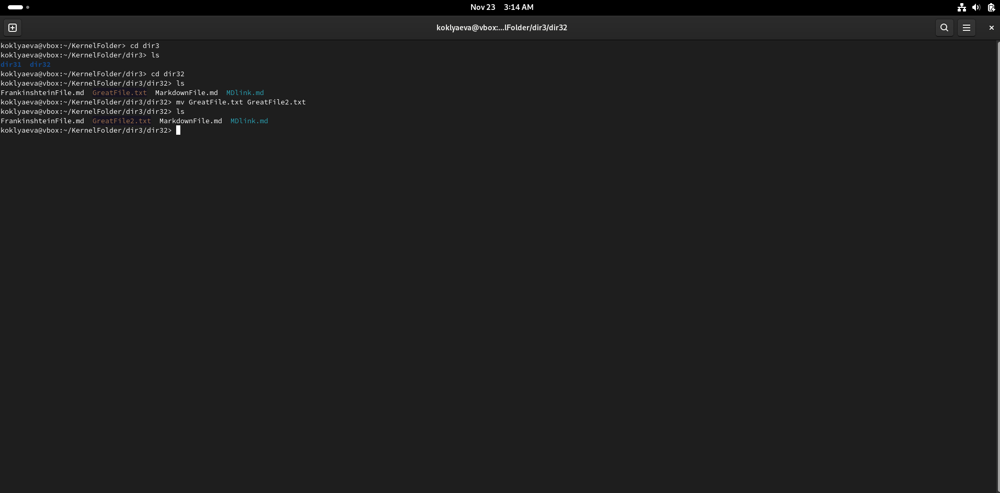 Nov 23 3:14 AM
koklyaeva@vbox:...lFolder/dir3/dir32
koklyaeva@vbox:~/KernelFolder> cd dir3
koklyaeva@vbox:~/KernelFolder/dir3> ls
dir31 dir32
koklyaeva@vbox:~/KernelFolder/dir3> cd dir32
koklyaeva@vbox:~/KernelFolder/dir3/dir32> ls
FrankinshteinFile.md GreatFile.txt MarkdownFile.md MDlink.md
koklyaeva@vbox:~/KernelFolder/dir3/dir32> mv GreatFile.txt GreatFile2.txt
koklyaeva@vbox:~/KernelFolder/dir3/dir32> ls
FrankinshteinFile.md GreatFile2.txt MarkdownFile.md MDlink.md
koklyaeva@vbox:~/KernelFolder/dir3/dir32>